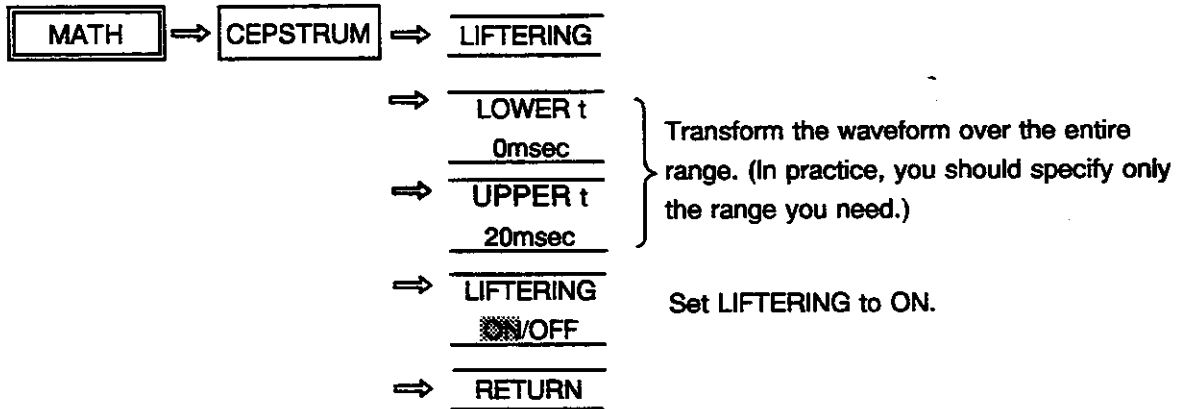 MATH ⇒ CEPSTRUM ⇒ LIFTERING
⇒ LOWER t
0msec
⇒ UPPER t
20msec
Transform the waveform over the entire
range. (In practice, you should specify only
the range you need.)
⇒ LIFTERING
ON/OFF
Set LIFTERING to ON.
⇒ RETURN